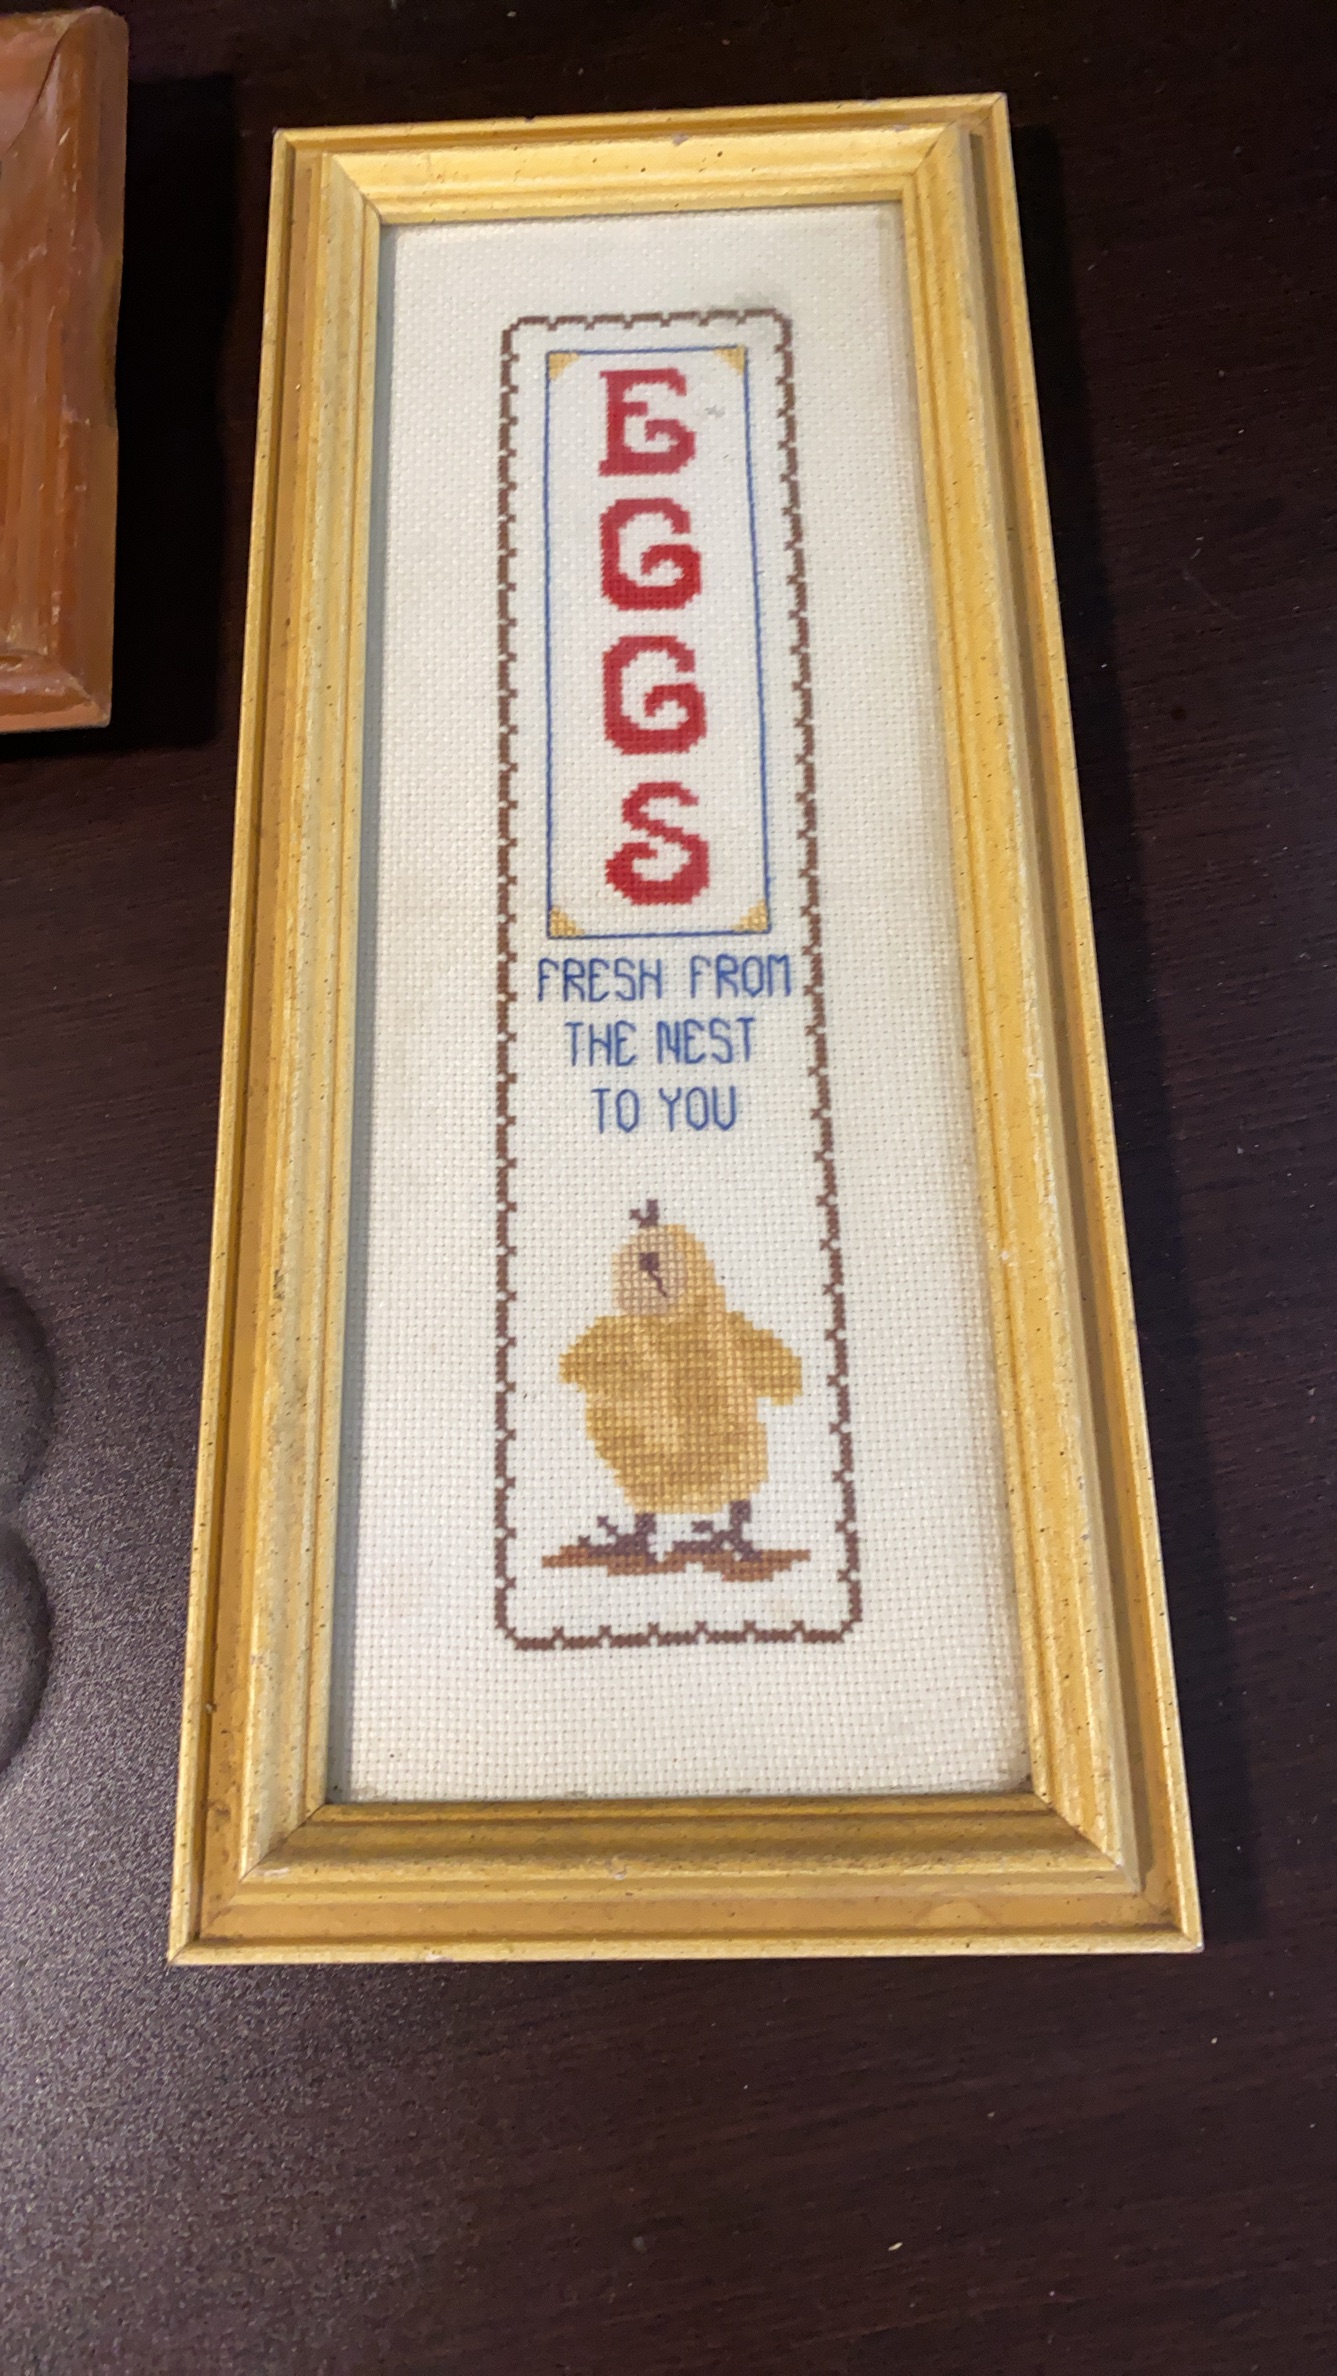 EGGS
FRESH FROM
THE NEST
TO YOU